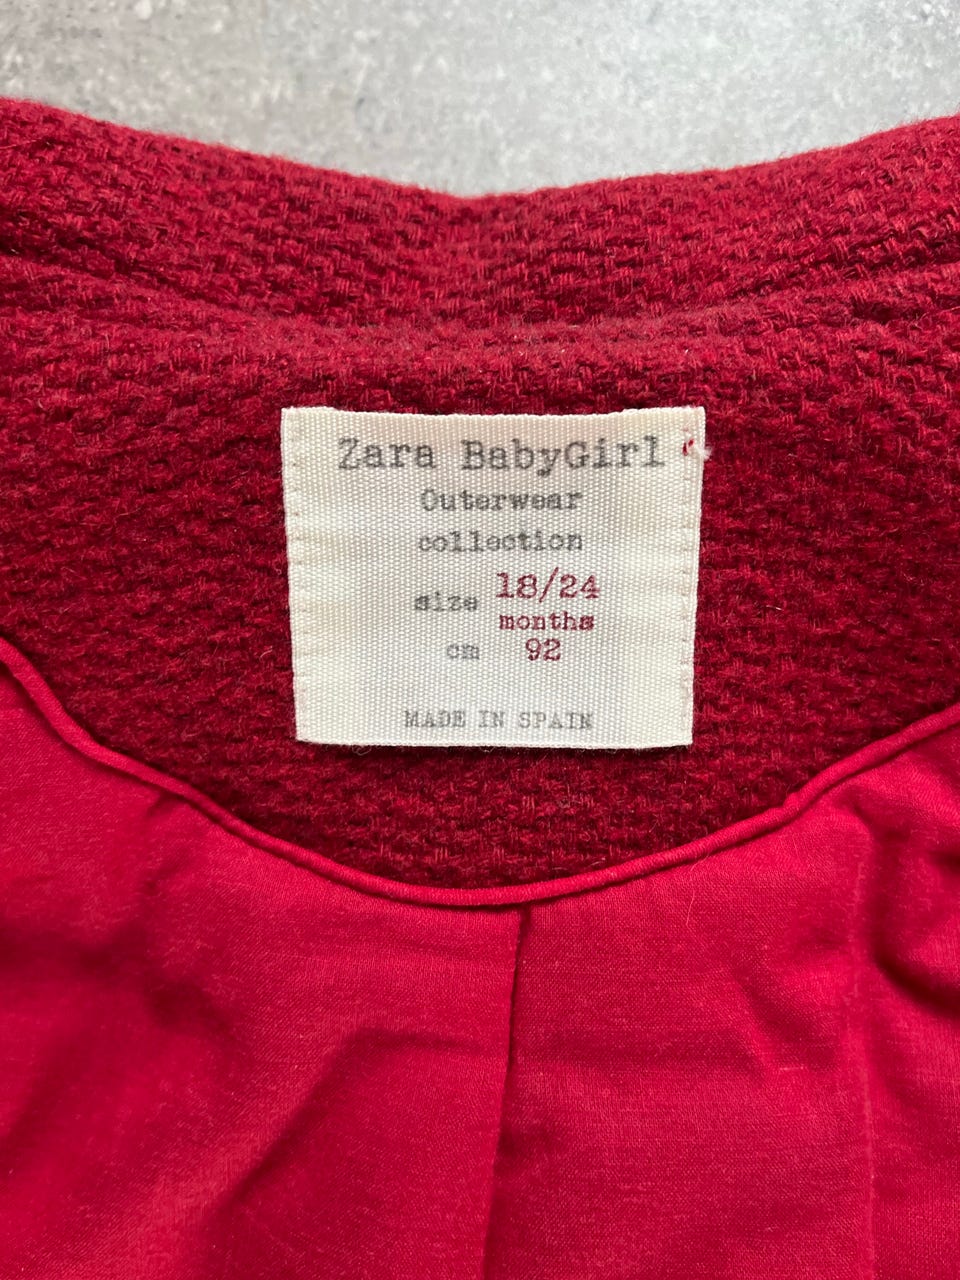 Zara BabyGirl
Outerwear
collection
size 18/24
months
cm 92
MADE IN SPAIN